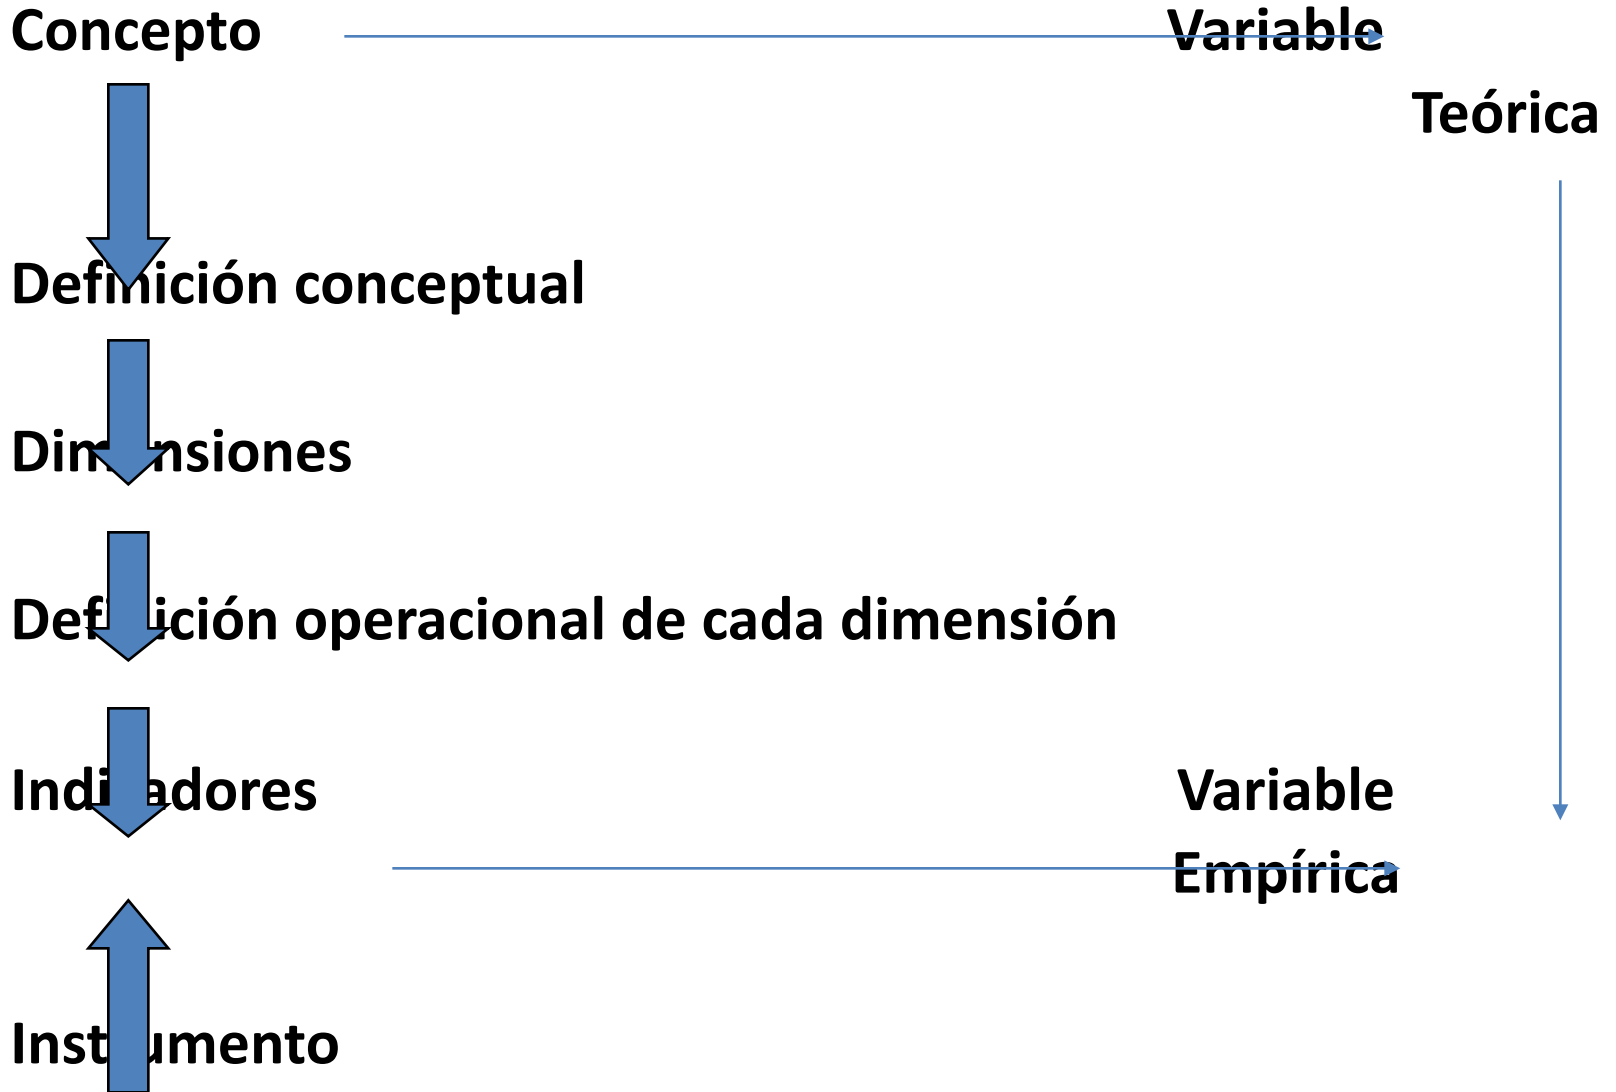 Concepto
Variable
Teórica
Definición conceptual
Dimensiones
Definición operacional de cada dimensión
Indicadores
Variable
Empírica
Instrumento